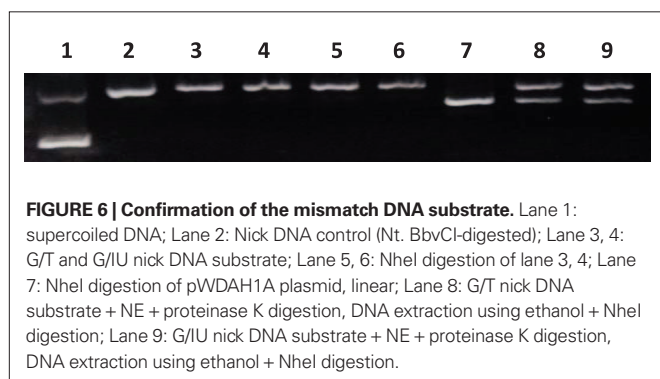 1 2 3 4 5 6 7 8 9
FIGURE 6 | Confirmation of the mismatch DNA substrate. Lane 1:
supercoiled DNA; Lane 2: Nick DNA control (Nt. BbvCI-digested); Lane 3, 4:
G/T and G/IU nick DNA substrate; Lane 5, 6: NheI digestion of lane 3, 4; Lane
7: NheI digestion of pWDAH1A plasmid, linear; Lane 8: G/T nick DNA
substrate + NE + proteinase K digestion, DNA extraction using ethanol + NheI
digestion; Lane 9: G/IU nick DNA substrate + NE + proteinase K digestion,
DNA extraction using ethanol + NheI digestion.